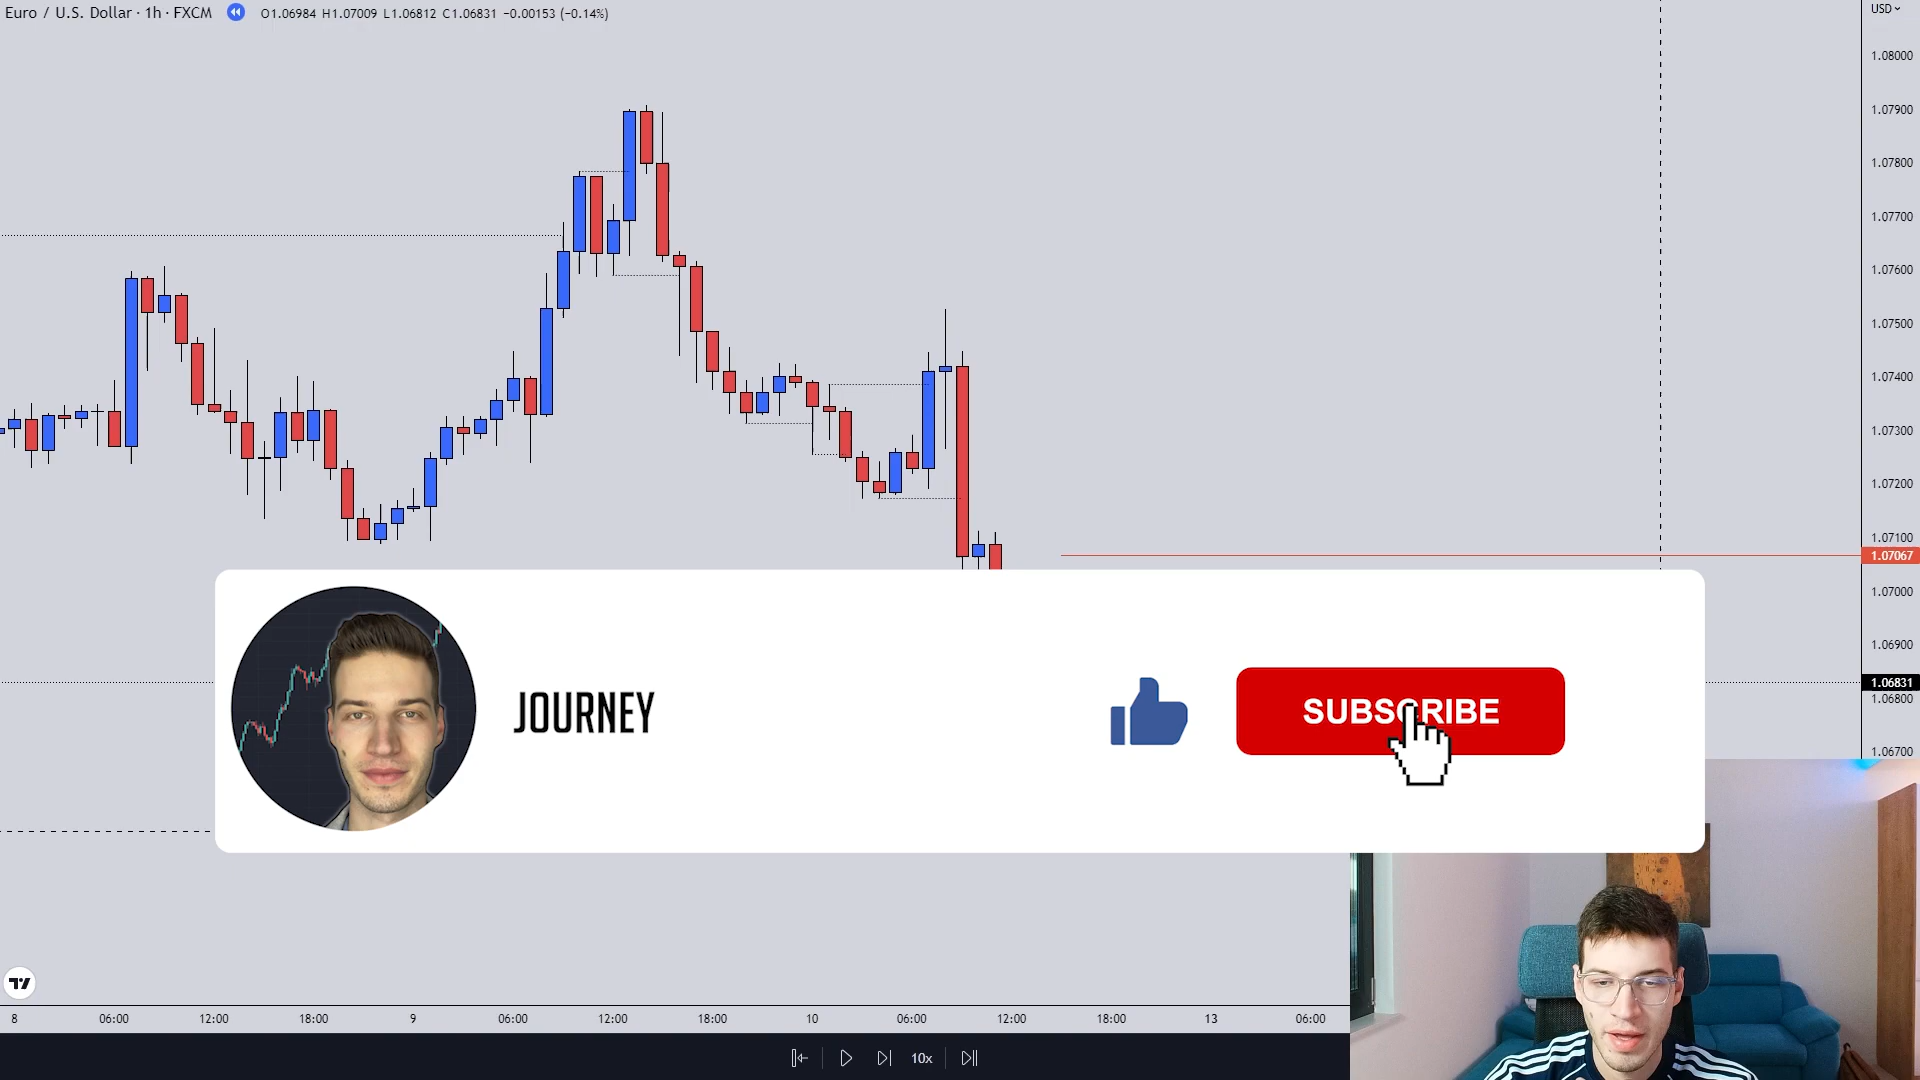 Euro / U.S. Dollar · 1h · FXCM O1.06984 H1.07009 L1.06812 C1.06831 −0.00153 (−0.14%)
USD
1.08000
1.07900
1.07800
1.07700
1.07600
1.07500
1.07400
1.07300
1.07200
1.07100
1.07067
1.07000
1.06900
1.06831
1.06800
1.06700
JOURNEY
SUBSCRIBE
8 06:00 12:00 18:00 9 06:00 12:00 18:00 10 06:00 12:00 18:00 13 06:00
10x